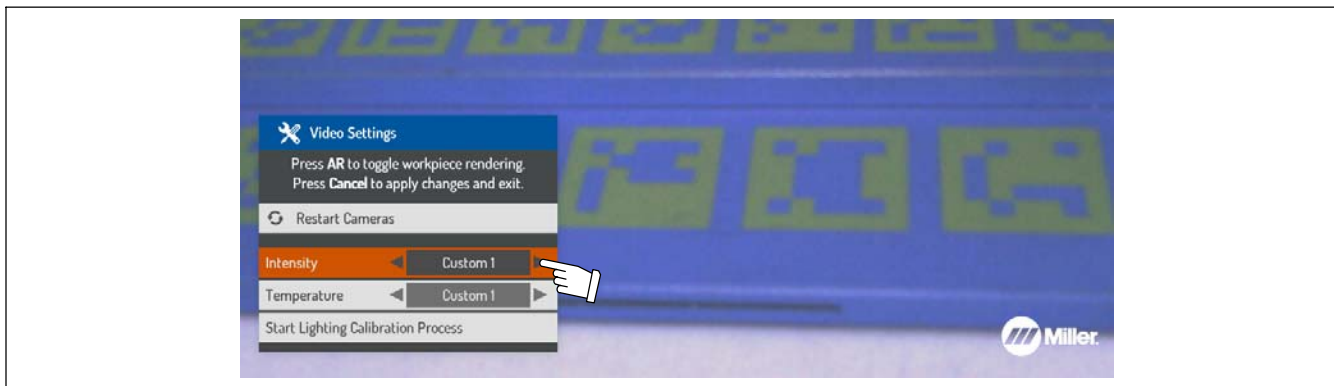 Video Settings
Press AR to toggle workpiece rendering.
Press Cancel to apply changes and exit.
Restart Cameras
Intensity Custom 1
Temperature Custom 1
Start Lighting Calibration Process
Miller.